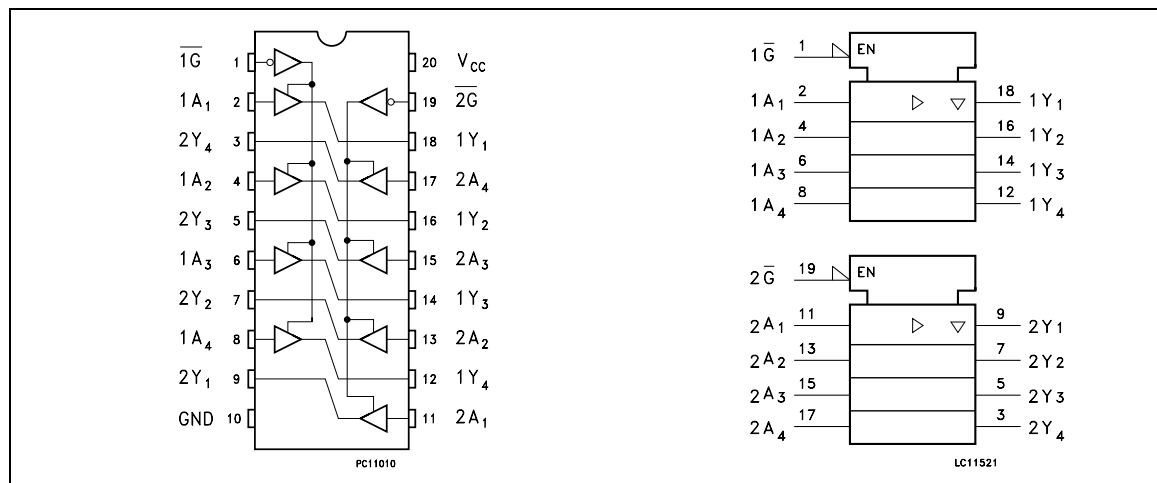 1G̅ 1 20 V_CC
1A₁ 2 19 2G̅
2Y₄ 3 18 1Y₁
1A₂ 4 17 2A₄
2Y₃ 5 16 1Y₂
1A₃ 6 15 2A₃
2Y₂ 7 14 1Y₃
1A₄ 8 13 2A₂
2Y₁ 9 12 1Y₄
GND 10 11 2A₁
PC11010
1G̅ 1 EN
1A₁ 2 18 1Y₁
1A₂ 4 16 1Y₂
1A₃ 6 14 1Y₃
1A₄ 8 12 1Y₄
2G̅ 19 EN
2A₁ 11 9 2Y₁
2A₂ 13 7 2Y₂
2A₃ 15 5 2Y₃
2A₄ 17 3 2Y₄
LC11521